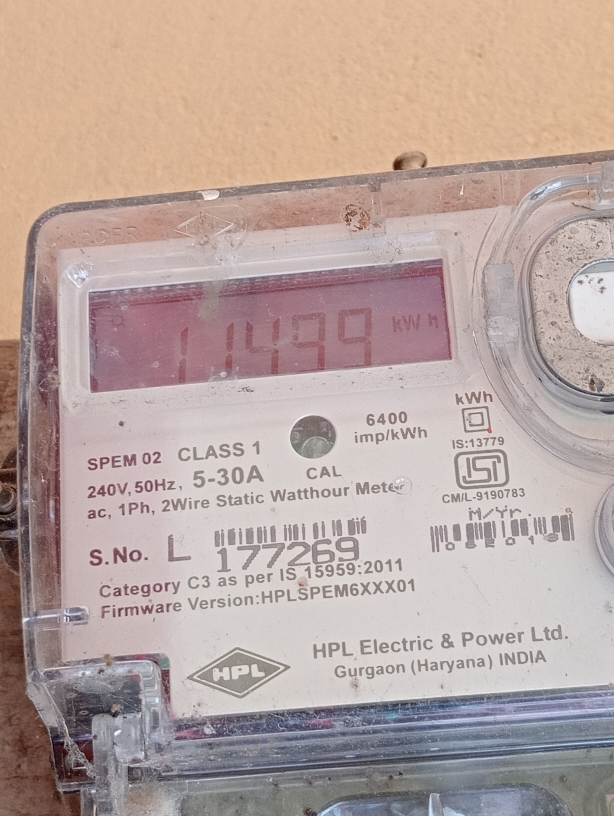 11499 kWh
6400
imp/kWh
kWh
IS:13779
SPEM 02 CLASS 1
240V, 50Hz, 5-30A
CAL
ac, 1Ph, 2Wire Static Watthour Meter
CM/L-9190783
M/Yr.
S.No. L 177269
Category C3 as per IS 15959:2011
Firmware Version:HPLSPEM6XXX01
HPL
HPL Electric & Power Ltd.
Gurgaon (Haryana) INDIA